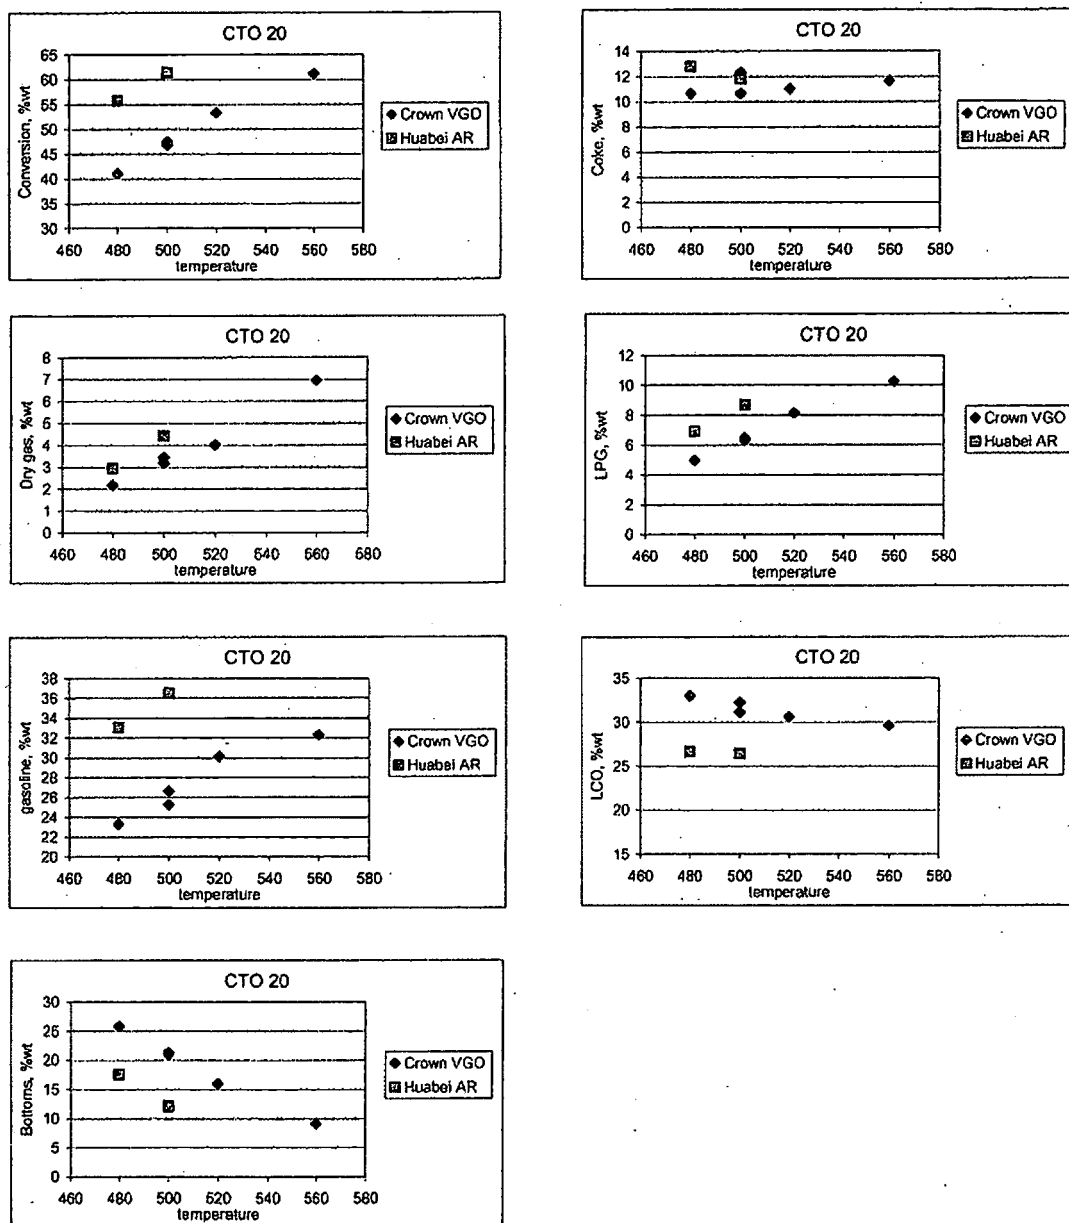 CTO 20
65
60
55
50
45
40
35
30
Conversion, %wt
460 480 500 520 540 560 580
temperature
Crown VGO
Huabei AR
CTO 20
14
12
10
8
6
4
2
0
Coke, %wt
460 480 500 520 540 560 580
temperature
Crown VGO
Huabei AR
CTO 20
8
7
6
5
4
3
2
1
0
Dry gas, %wt
460 480 500 520 540 560 580
temperature
Crown VGO
Huabei AR
CTO 20
12
10
8
6
4
2
0
LPG, %wt
460 480 500 520 540 560 580
temperature
Crown VGO
Huabei AR
CTO 20
38
36
34
32
30
28
26
24
22
20
gasoline, %wt
460 480 500 520 540 560 580
temperature
Crown VGO
Huabei AR
CTO 20
35
30
25
20
15
LCO, %wt
460 480 500 520 540 560 580
temperature
Crown VGO
Huabei AR
CTO 20
30
25
20
15
10
5
0
Bottoms, %wt
460 480 500 520 540 560 580
temperature
Crown VGO
Huabei AR